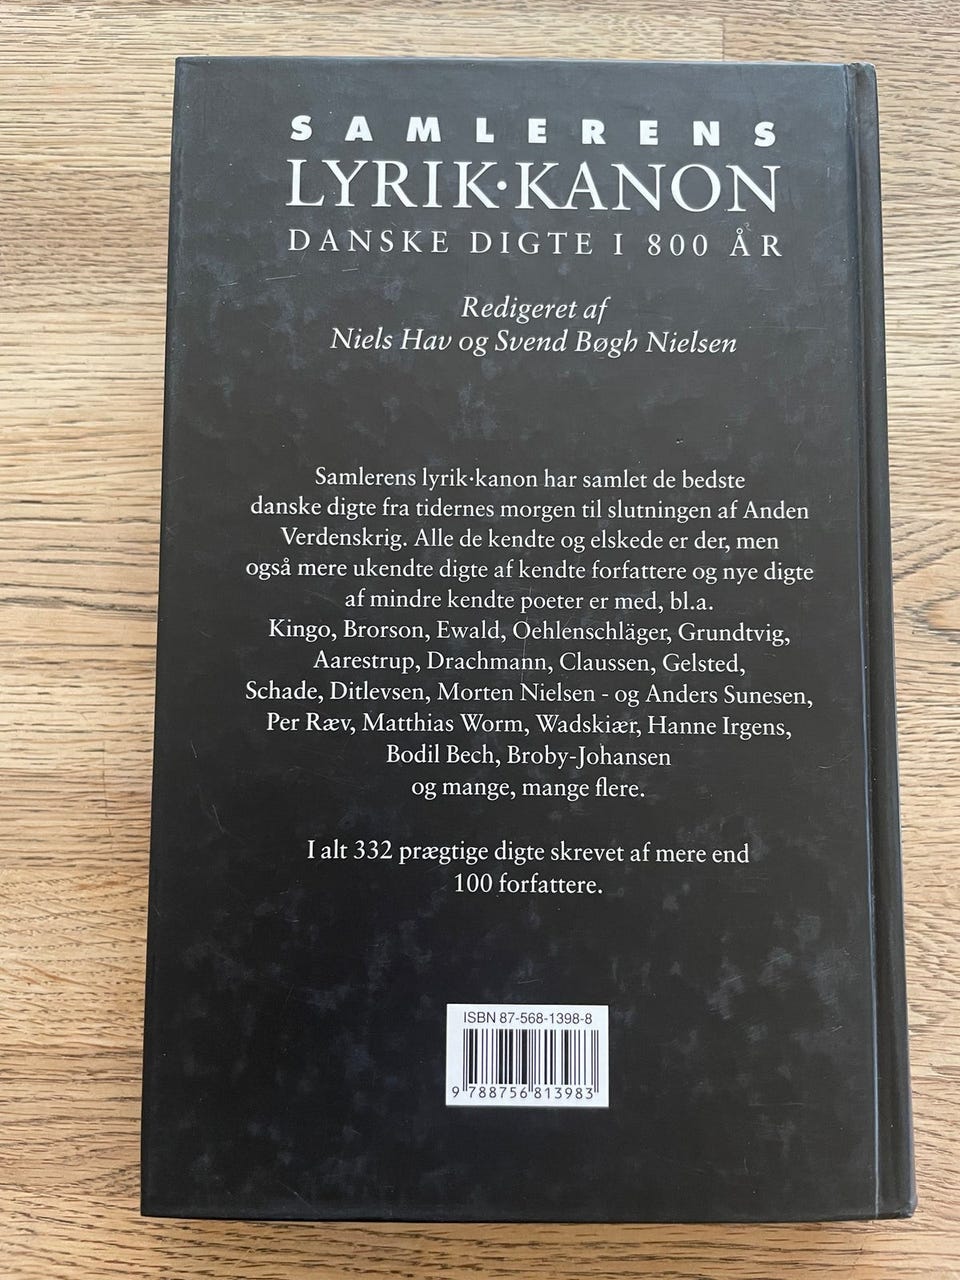 SAMLERENS
LYRIK·KANON
DANSKE DIGTE I 800 ÅR
Redigeret af
Niels Hav og Svend Bøgh Nielsen
Samlerens lyrik·kanon har samlet de bedste
danske digte fra tidernes morgen til slutningen af Anden
Verdenskrig. Alle de kendte og elskede er der, men
også mere ukendte digte af kendte forfattere og nye digte
af mindre kendte poeter er med, bl.a.
Kingo, Brorson, Ewald, Oehlenschläger, Grundtvig,
Aarestrup, Drachmann, Claussen, Gelsted,
Schade, Ditlevsen, Morten Nielsen - og Anders Sunesen,
Per Ræv, Matthias Worm, Wadskiær, Hanne Irgens,
Bodil Bech, Broby-Johansen
og mange, mange flere.
I alt 332 prægtige digte skrevet af mere end
100 forfattere.
ISBN 87-568-1398-8
9 788756 813983